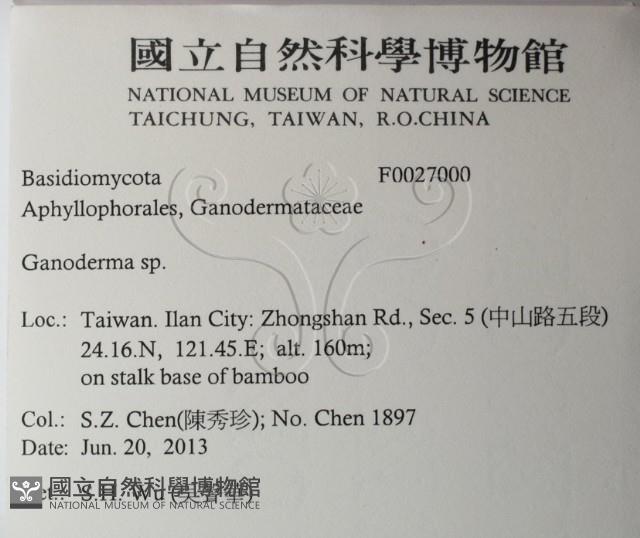 國立自然科學博物館
NATIONAL MUSEUM OF NATURAL SCIENCE
TAICHUNG, TAIWAN, R.O.CHINA
Basidiomycota F0027000
Aphyllophorales, Ganodermataceae
Ganoderma sp.
Loc.: Taiwan. Ilan City: Zhongshan Rd., Sec. 5 (中山路五段)
24.16.N, 121.45.E; alt. 160m;
on stalk base of bamboo
Col.: S.Z. Chen(陳秀珍); No. Chen 1897
Date: Jun. 20, 2013
S.H. Wu
國立自然科學博物館
NATIONAL MUSEUM OF NATURAL SCIENCE